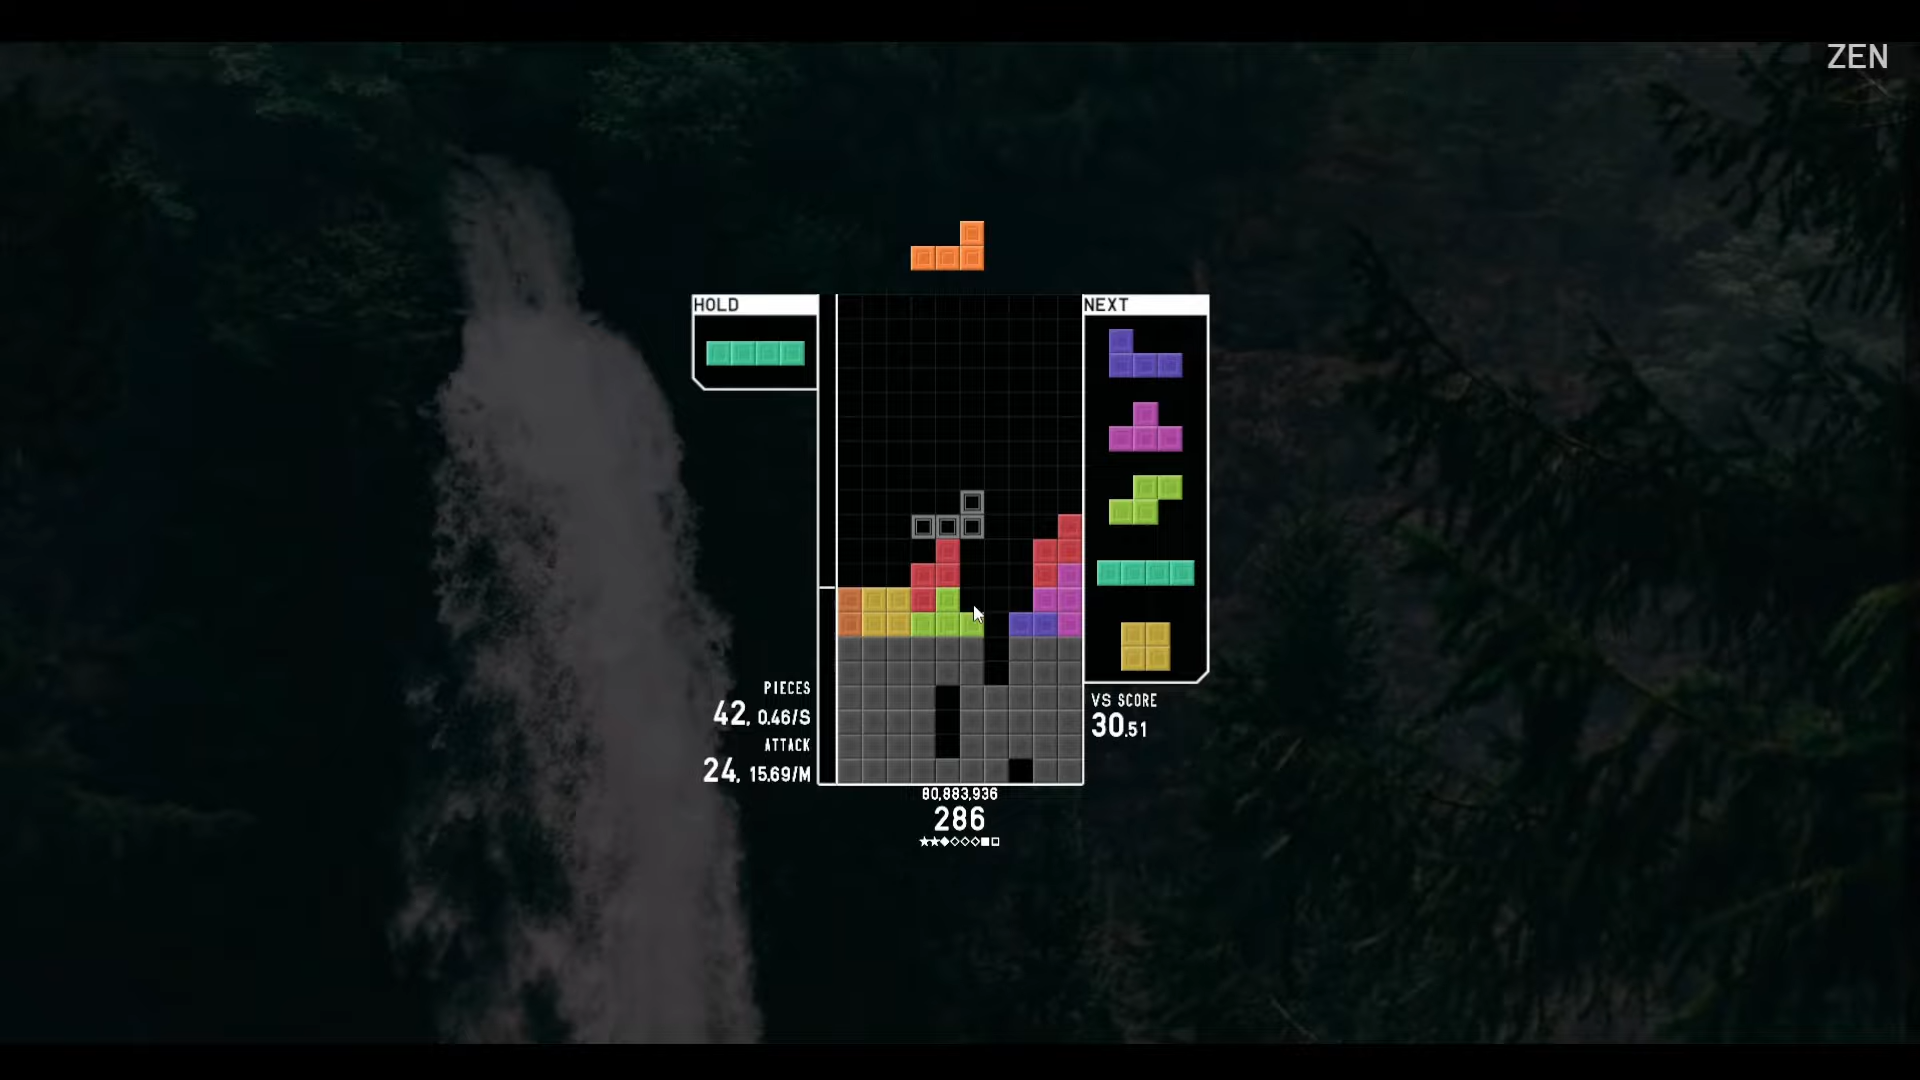 ZEN
HOLD
NEXT
PIECES
42, 0.46/S
ATTACK
24, 15.69/M
VS SCORE
30.51
80,883,936
286